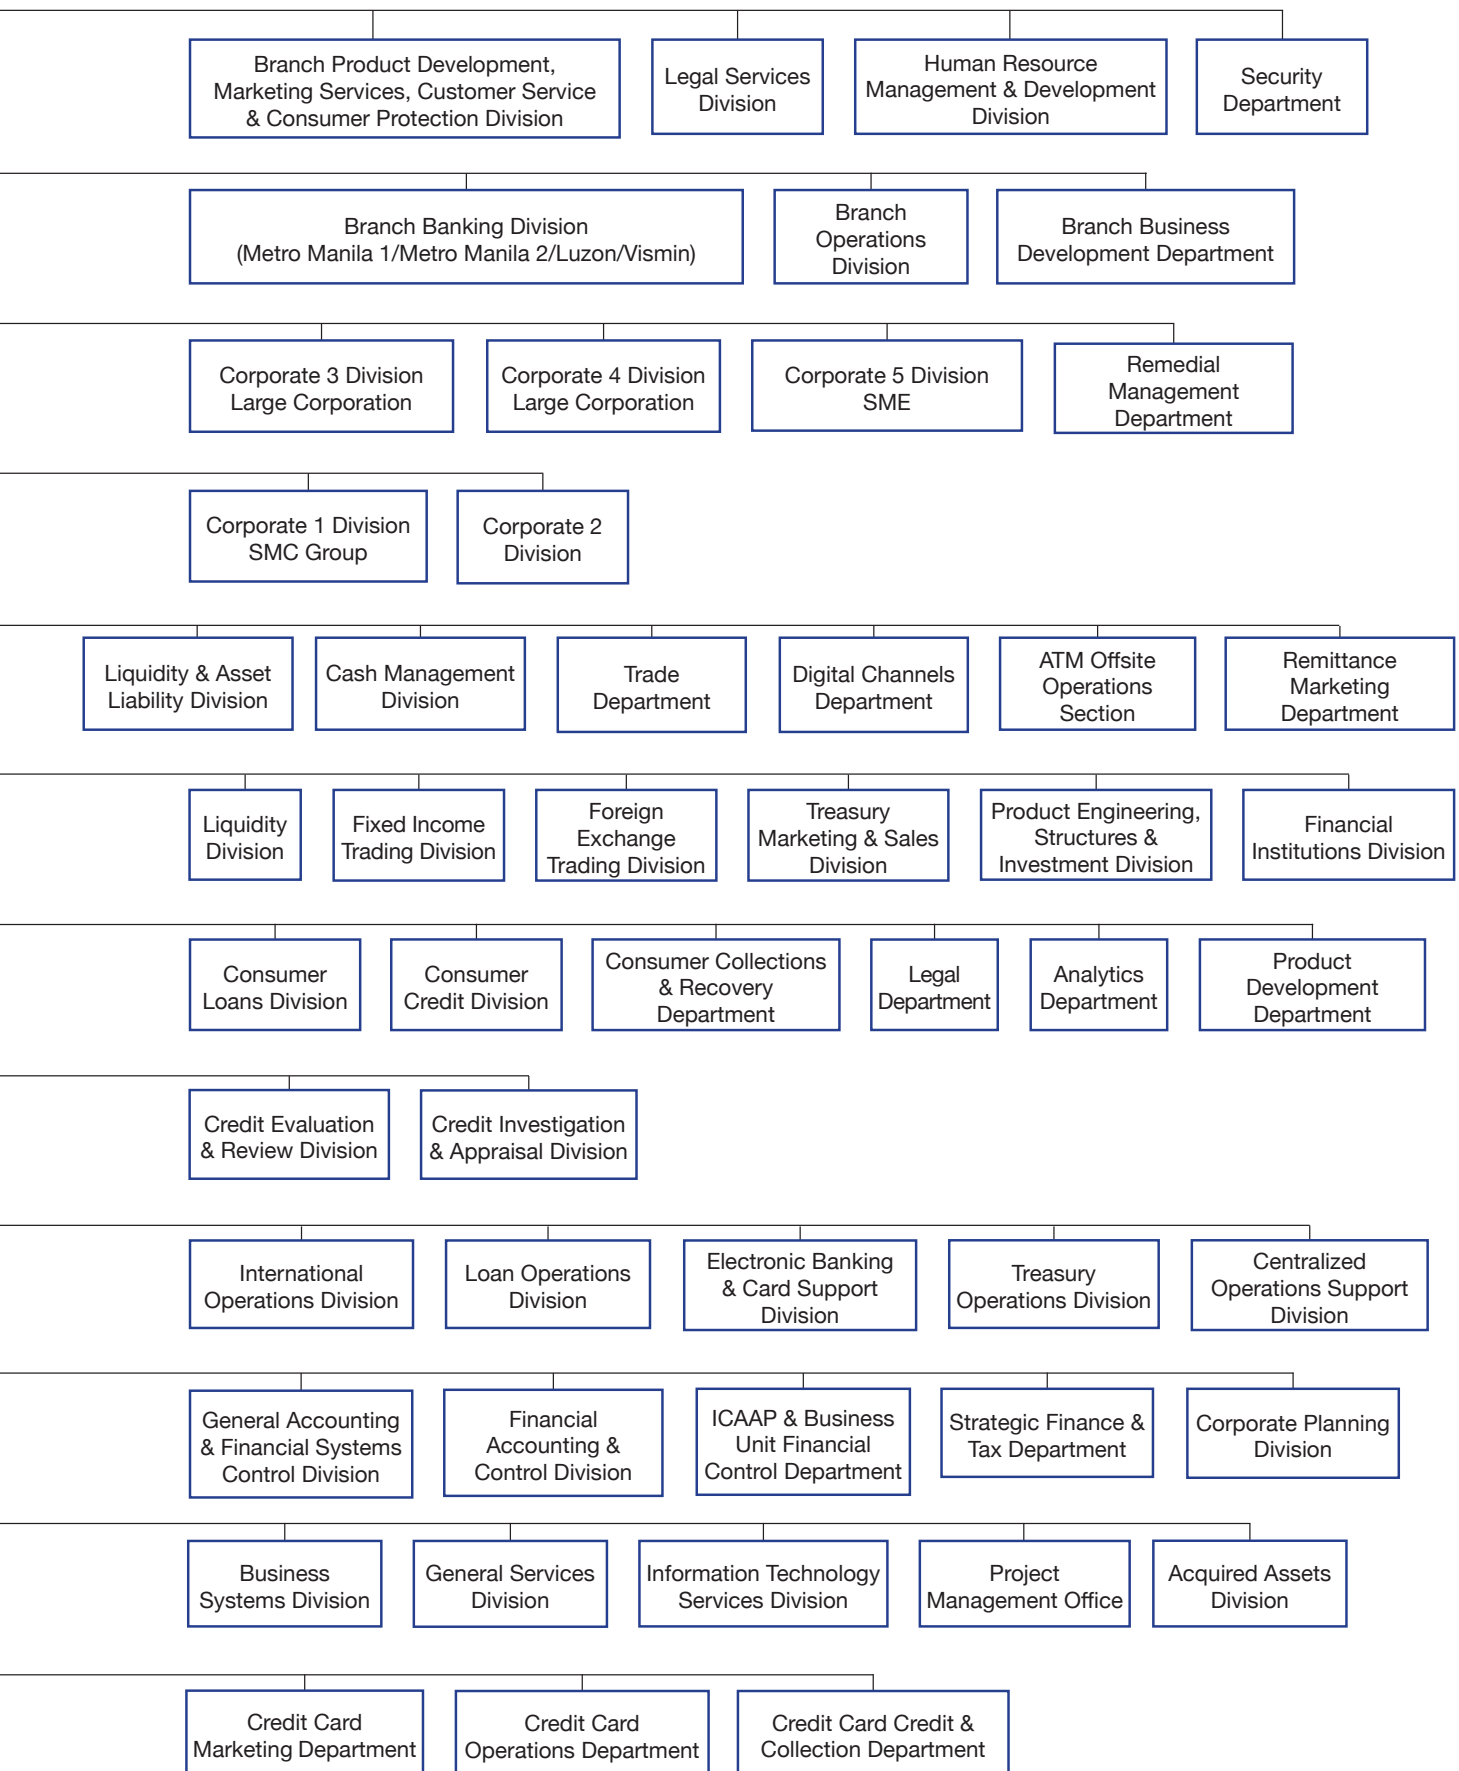 Branch Product Development,
Marketing Services, Customer Service
& Consumer Protection Division
Legal Services
Division
Human Resource
Management & Development
Division
Security
Department
Branch Banking Division
(Metro Manila 1/Metro Manila 2/Luzon/Vismin)
Branch
Operations
Division
Branch Business
Development Department
Corporate 3 Division
Large Corporation
Corporate 4 Division
Large Corporation
Corporate 5 Division
SME
Remedial
Management
Department
Corporate 1 Division
SMC Group
Corporate 2
Division
Liquidity & Asset
Liability Division
Cash Management
Division
Trade
Department
Digital Channels
Department
ATM Offsite
Operations
Section
Remittance
Marketing
Department
Liquidity
Division
Fixed Income
Trading Division
Foreign
Exchange
Trading Division
Treasury
Marketing & Sales
Division
Product Engineering,
Structures &
Investment Division
Financial
Institutions Division
Consumer
Loans Division
Consumer
Credit Division
Consumer Collections
& Recovery
Department
Legal
Department
Analytics
Department
Product
Development
Department
Credit Evaluation
& Review Division
Credit Investigation
& Appraisal Division
International
Operations Division
Loan Operations
Division
Electronic Banking
& Card Support
Division
Treasury
Operations Division
Centralized
Operations Support
Division
General Accounting
& Financial Systems
Control Division
Financial
Accounting &
Control Division
ICAAP & Business
Unit Financial
Control Department
Strategic Finance &
Tax Department
Corporate Planning
Division
Business
Systems Division
General Services
Division
Information Technology
Services Division
Project
Management Office
Acquired Assets
Division
Credit Card
Marketing Department
Credit Card
Operations Department
Credit Card Credit &
Collection Department